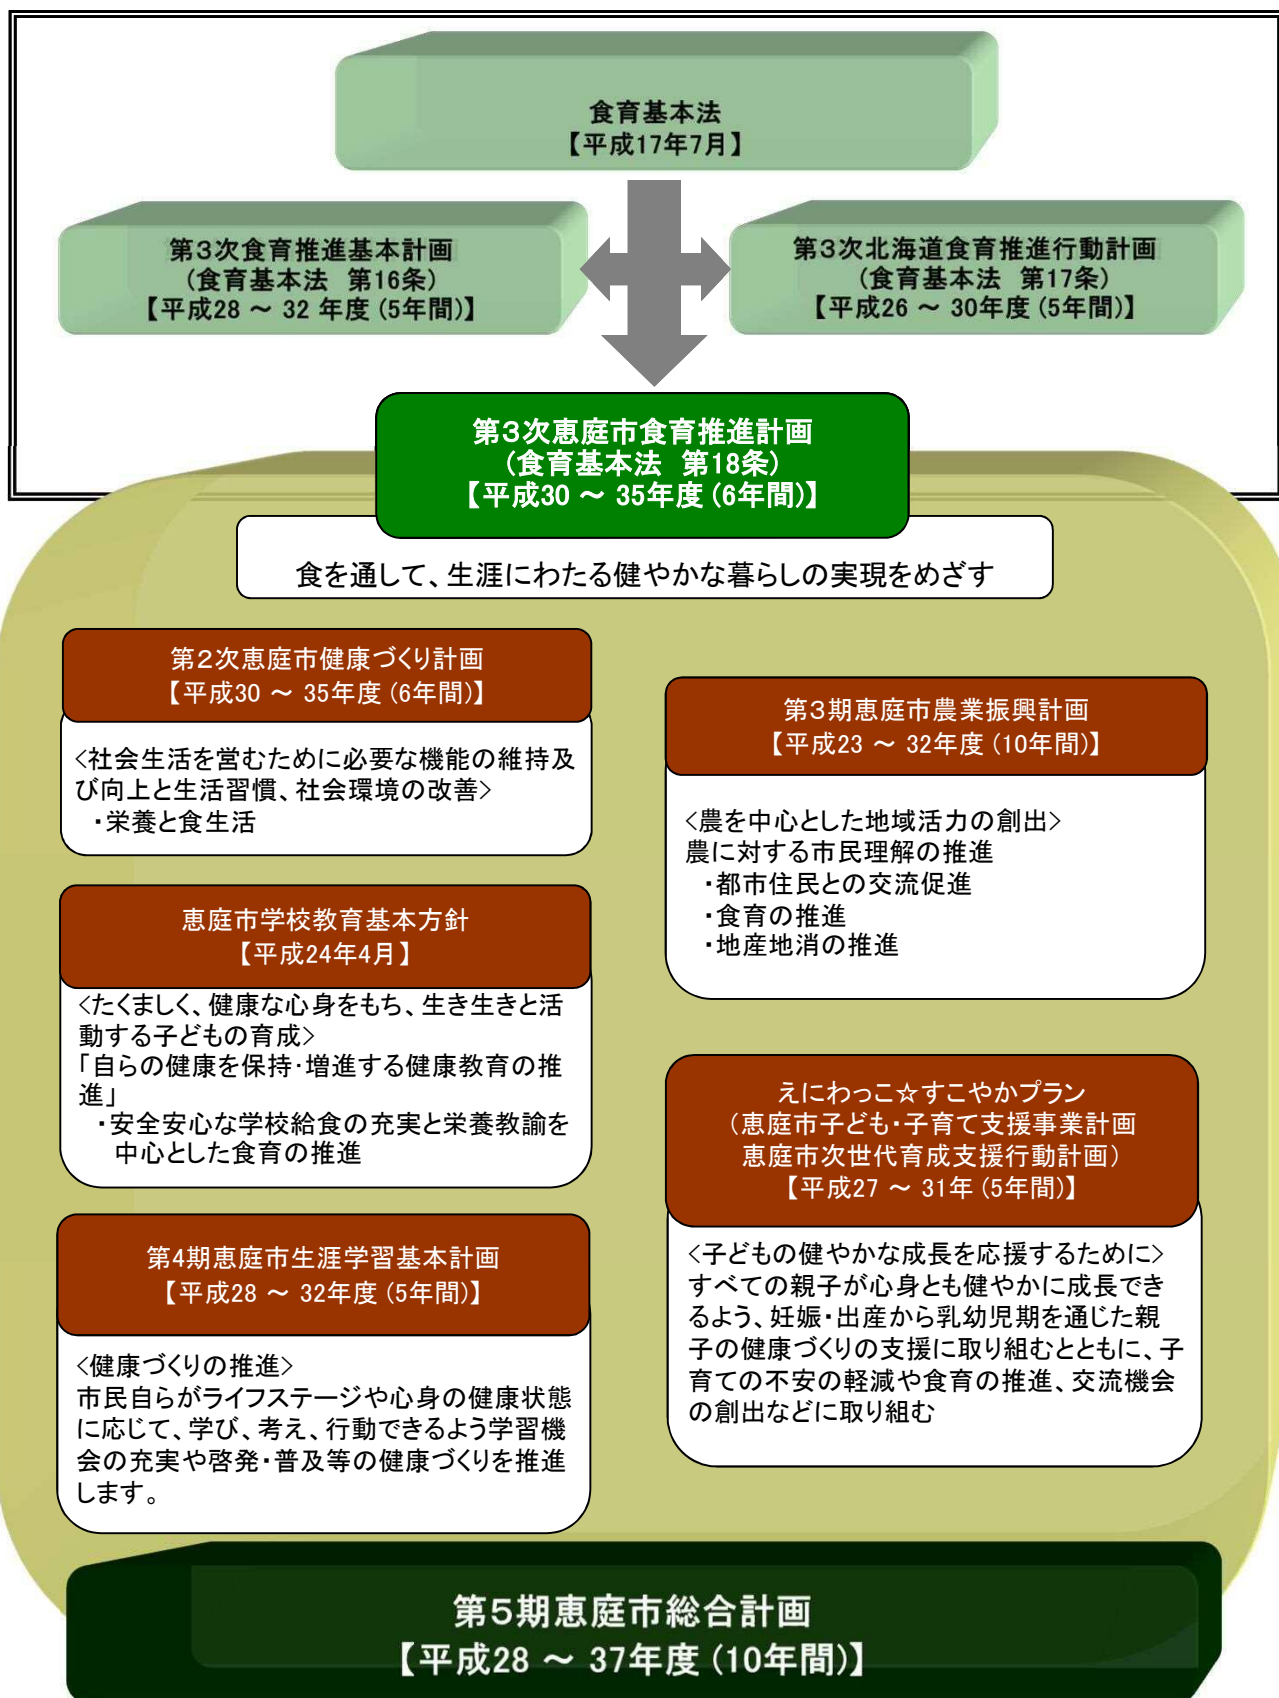 食育基本法
【平成17年7月】
第3次食育推進基本計画
(食育基本法　第16条)
【平成28 ～ 32 年度 (5年間)】
第3次北海道食育推進行動計画
(食育基本法　第17条)
【平成26 ～ 30年度 (5年間)】
第3次恵庭市食育推進計画
(食育基本法　第18条)
【平成30 ～ 35年度 (6年間)】
食を通して、生涯にわたる健やかな暮らしの実現をめざす
第2次恵庭市健康づくり計画
【平成30 ～ 35年度 (6年間)】
<社会生活を営むために必要な機能の維持及
び向上と生活習慣、社会環境の改善>
・栄養と食生活
恵庭市学校教育基本方針
【平成24年4月】
<たくましく、健康な心身をもち、生き生きと活
動する子どもの育成>
「自らの健康を保持・増進する健康教育の推
進」
・安全安心な学校給食の充実と栄養教諭を
中心とした食育の推進
第4期恵庭市生涯学習基本計画
【平成28 ～ 32年度 (5年間)】
<健康づくりの推進>
市民自らがライフステージや心身の健康状態
に応じて、学び、考え、行動できるよう学習機
会の充実や啓発・普及等の健康づくりを推進
します。
第3期恵庭市農業振興計画
【平成23 ～ 32年度 (10年間)】
<農を中心とした地域活力の創出>
農に対する市民理解の推進
・都市住民との交流促進
・食育の推進
・地産地消の推進
えにわっこ☆すこやかプラン
(恵庭市子ども・子育て支援事業計画
恵庭市次世代育成支援行動計画)
【平成27 ～ 31年 (5年間)】
<子どもの健やかな成長を応援するために>
すべての親子が心身とも健やかに成長でき
るよう、妊娠・出産から乳幼児期を通じた親
子の健康づくりの支援に取り組むとともに、子
育ての不安の軽減や食育の推進、交流機会
の創出などに取り組む
第5期恵庭市総合計画
【平成28 ～ 37年度 (10年間)】